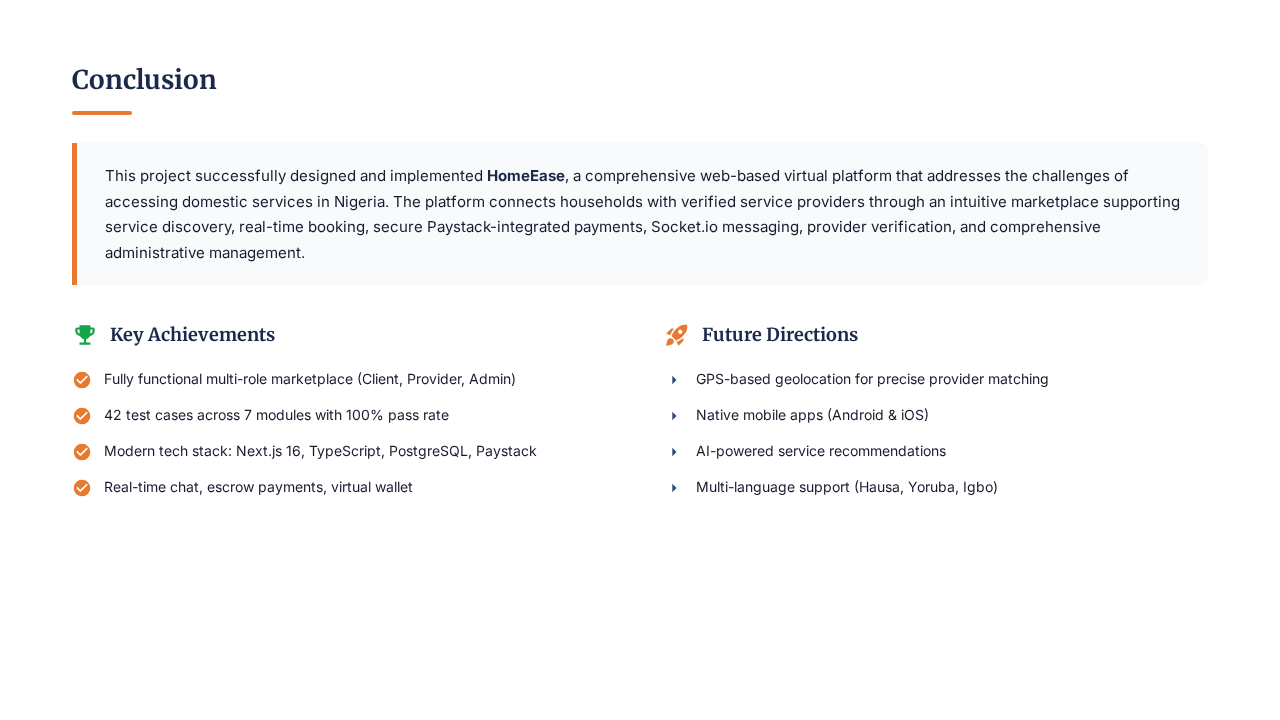 Conclusion
This project successfully designed and implemented HomeEase, a comprehensive web-based virtual platform that addresses the challenges of
accessing domestic services in Nigeria. The platform connects households with verified service providers through an intuitive marketplace supporting
service discovery, real-time booking, secure Paystack-integrated payments, Socket.io messaging, provider verification, and comprehensive
administrative management.
Key Achievements
Fully functional multi-role marketplace (Client, Provider, Admin)
42 test cases across 7 modules with 100% pass rate
Modern tech stack: Next.js 16, TypeScript, PostgreSQL, Paystack
Real-time chat, escrow payments, virtual wallet
Future Directions
GPS-based geolocation for precise provider matching
Native mobile apps (Android & iOS)
AI-powered service recommendations
Multi-language support (Hausa, Yoruba, Igbo)